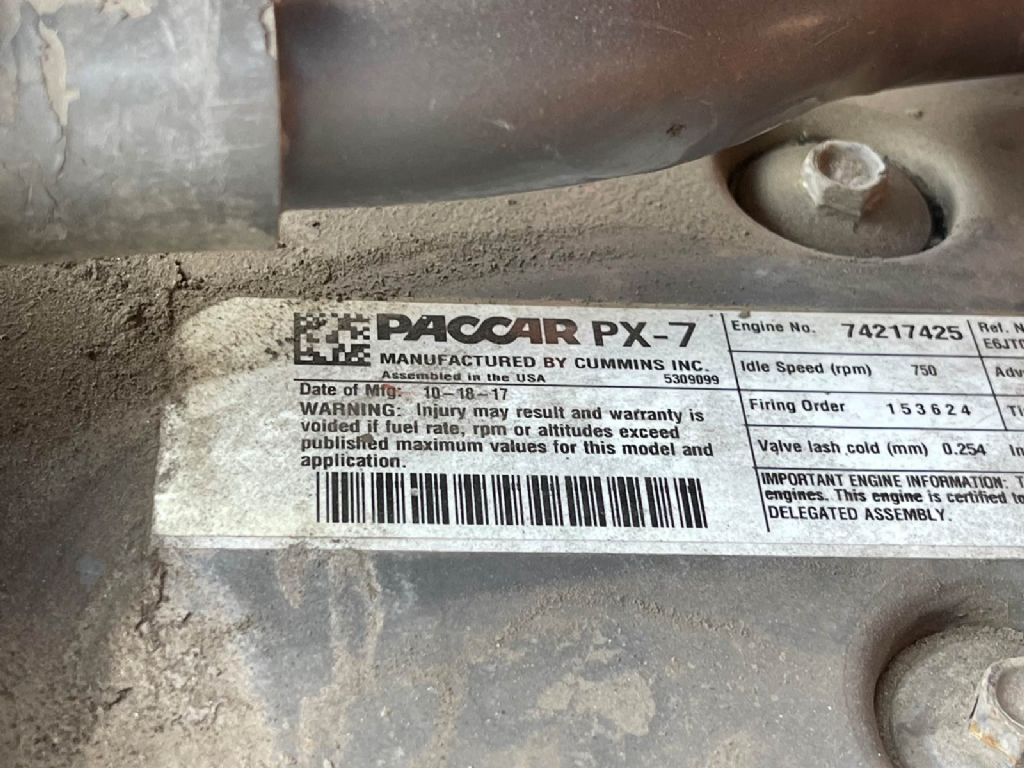 PACCAR PX-7
MANUFACTURED BY CUMMINS INC.
Assembled in the USA 5309099
Date of Mfg: 10-18-17
WARNING: Injury may result and warranty is
voided if fuel rate, rpm or altitudes exceed
published maximum values for this model and
application.
Engine No. 74217425
Idle Speed (rpm) 750
Firing Order 153624
Valve lash cold (mm) 0.254
IMPORTANT ENGINE INFORMATION:
engines. This engine is certified to
DELEGATED ASSEMBLY.
Ref.